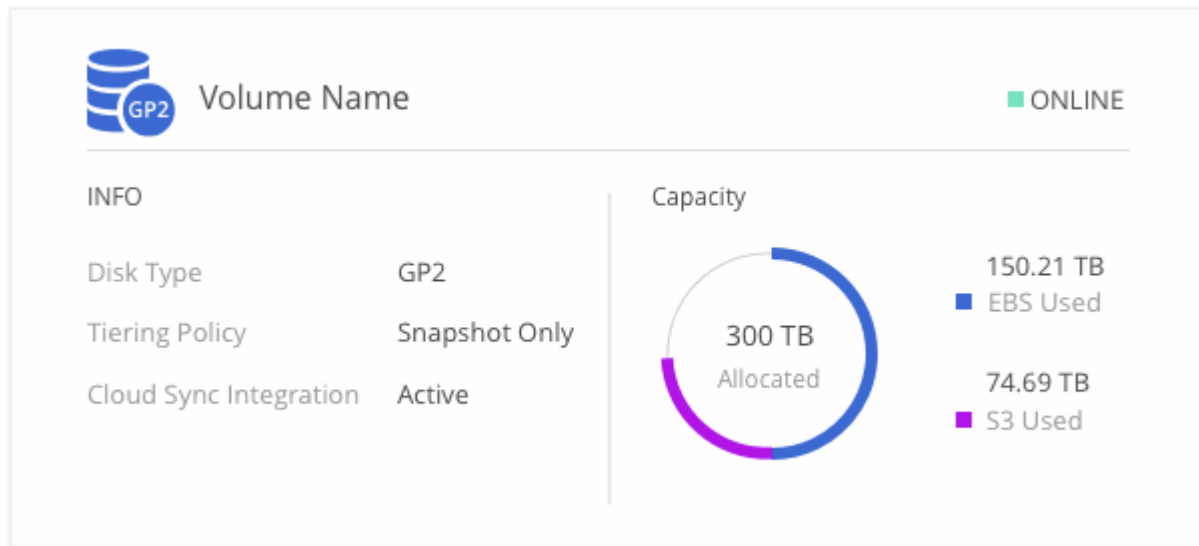 GP2
Volume Name
ONLINE
INFO
Disk Type GP2
Tiering Policy Snapshot Only
Cloud Sync Integration Active
Capacity
300 TB
Allocated
150.21 TB
EBS Used
74.69 TB
S3 Used